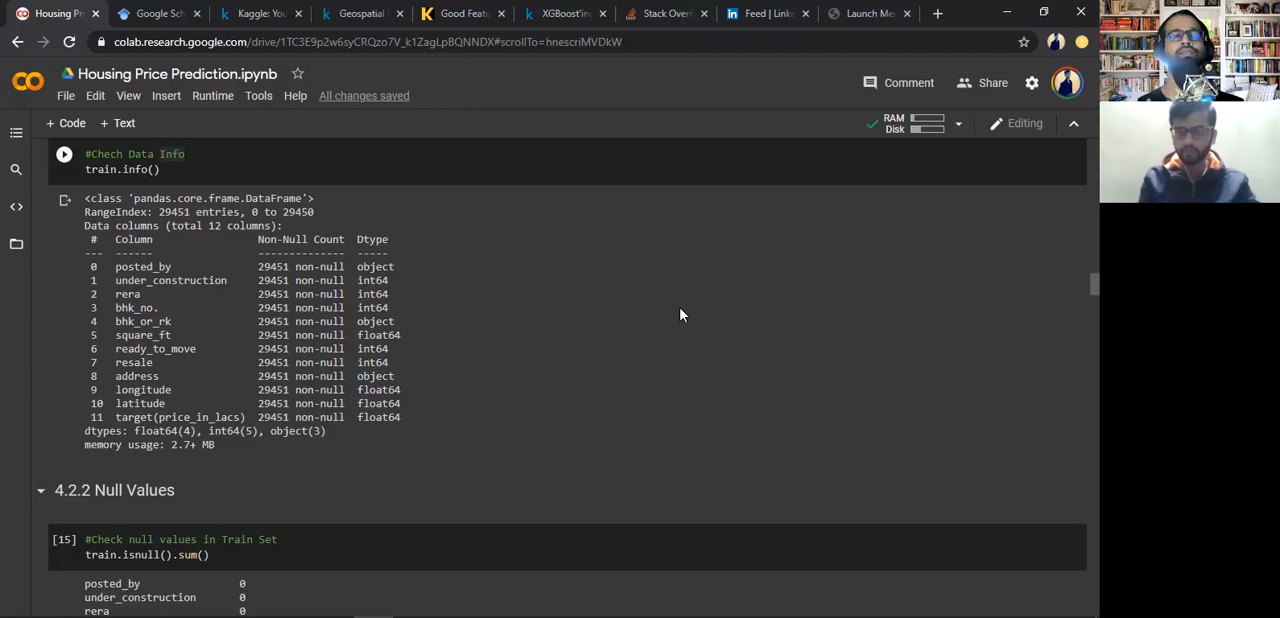 Housing Pr
Google Sch
Kaggle: You
Geospatial
Good Featu
XGBoost'in
Stack Overf
Feed | Linke
Launch Me
colab.research.google.com/drive/1TC3E9p2w6syCRQzo7V_k1ZagLpBQNNDX#scrollTo=hnescriMVDkW
Housing Price Prediction.ipynb
Comment
Share
File Edit View Insert Runtime Tools Help All changes saved
+ Code + Text
RAM
Disk
Editing
#Chech Data Info
train.info()
<class 'pandas.core.frame.DataFrame'>
RangeIndex: 29451 entries, 0 to 29450
Data columns (total 12 columns):
# Column Non-Null Count Dtype
--- ------ -------------- -----
0 posted_by 29451 non-null object
1 under_construction 29451 non-null int64
2 rera 29451 non-null int64
3 bhk_no. 29451 non-null int64
4 bhk_or_rk 29451 non-null object
5 square_ft 29451 non-null float64
6 ready_to_move 29451 non-null int64
7 resale 29451 non-null int64
8 address 29451 non-null object
9 longitude 29451 non-null float64
10 latitude 29451 non-null float64
11 target(price_in_lacs) 29451 non-null float64
dtypes: float64(4), int64(5), object(3)
memory usage: 2.7+ MB
4.2.2 Null Values
[15] #Check null values in Train Set
train.isnull().sum()
posted_by 0
under_construction 0
rera 0